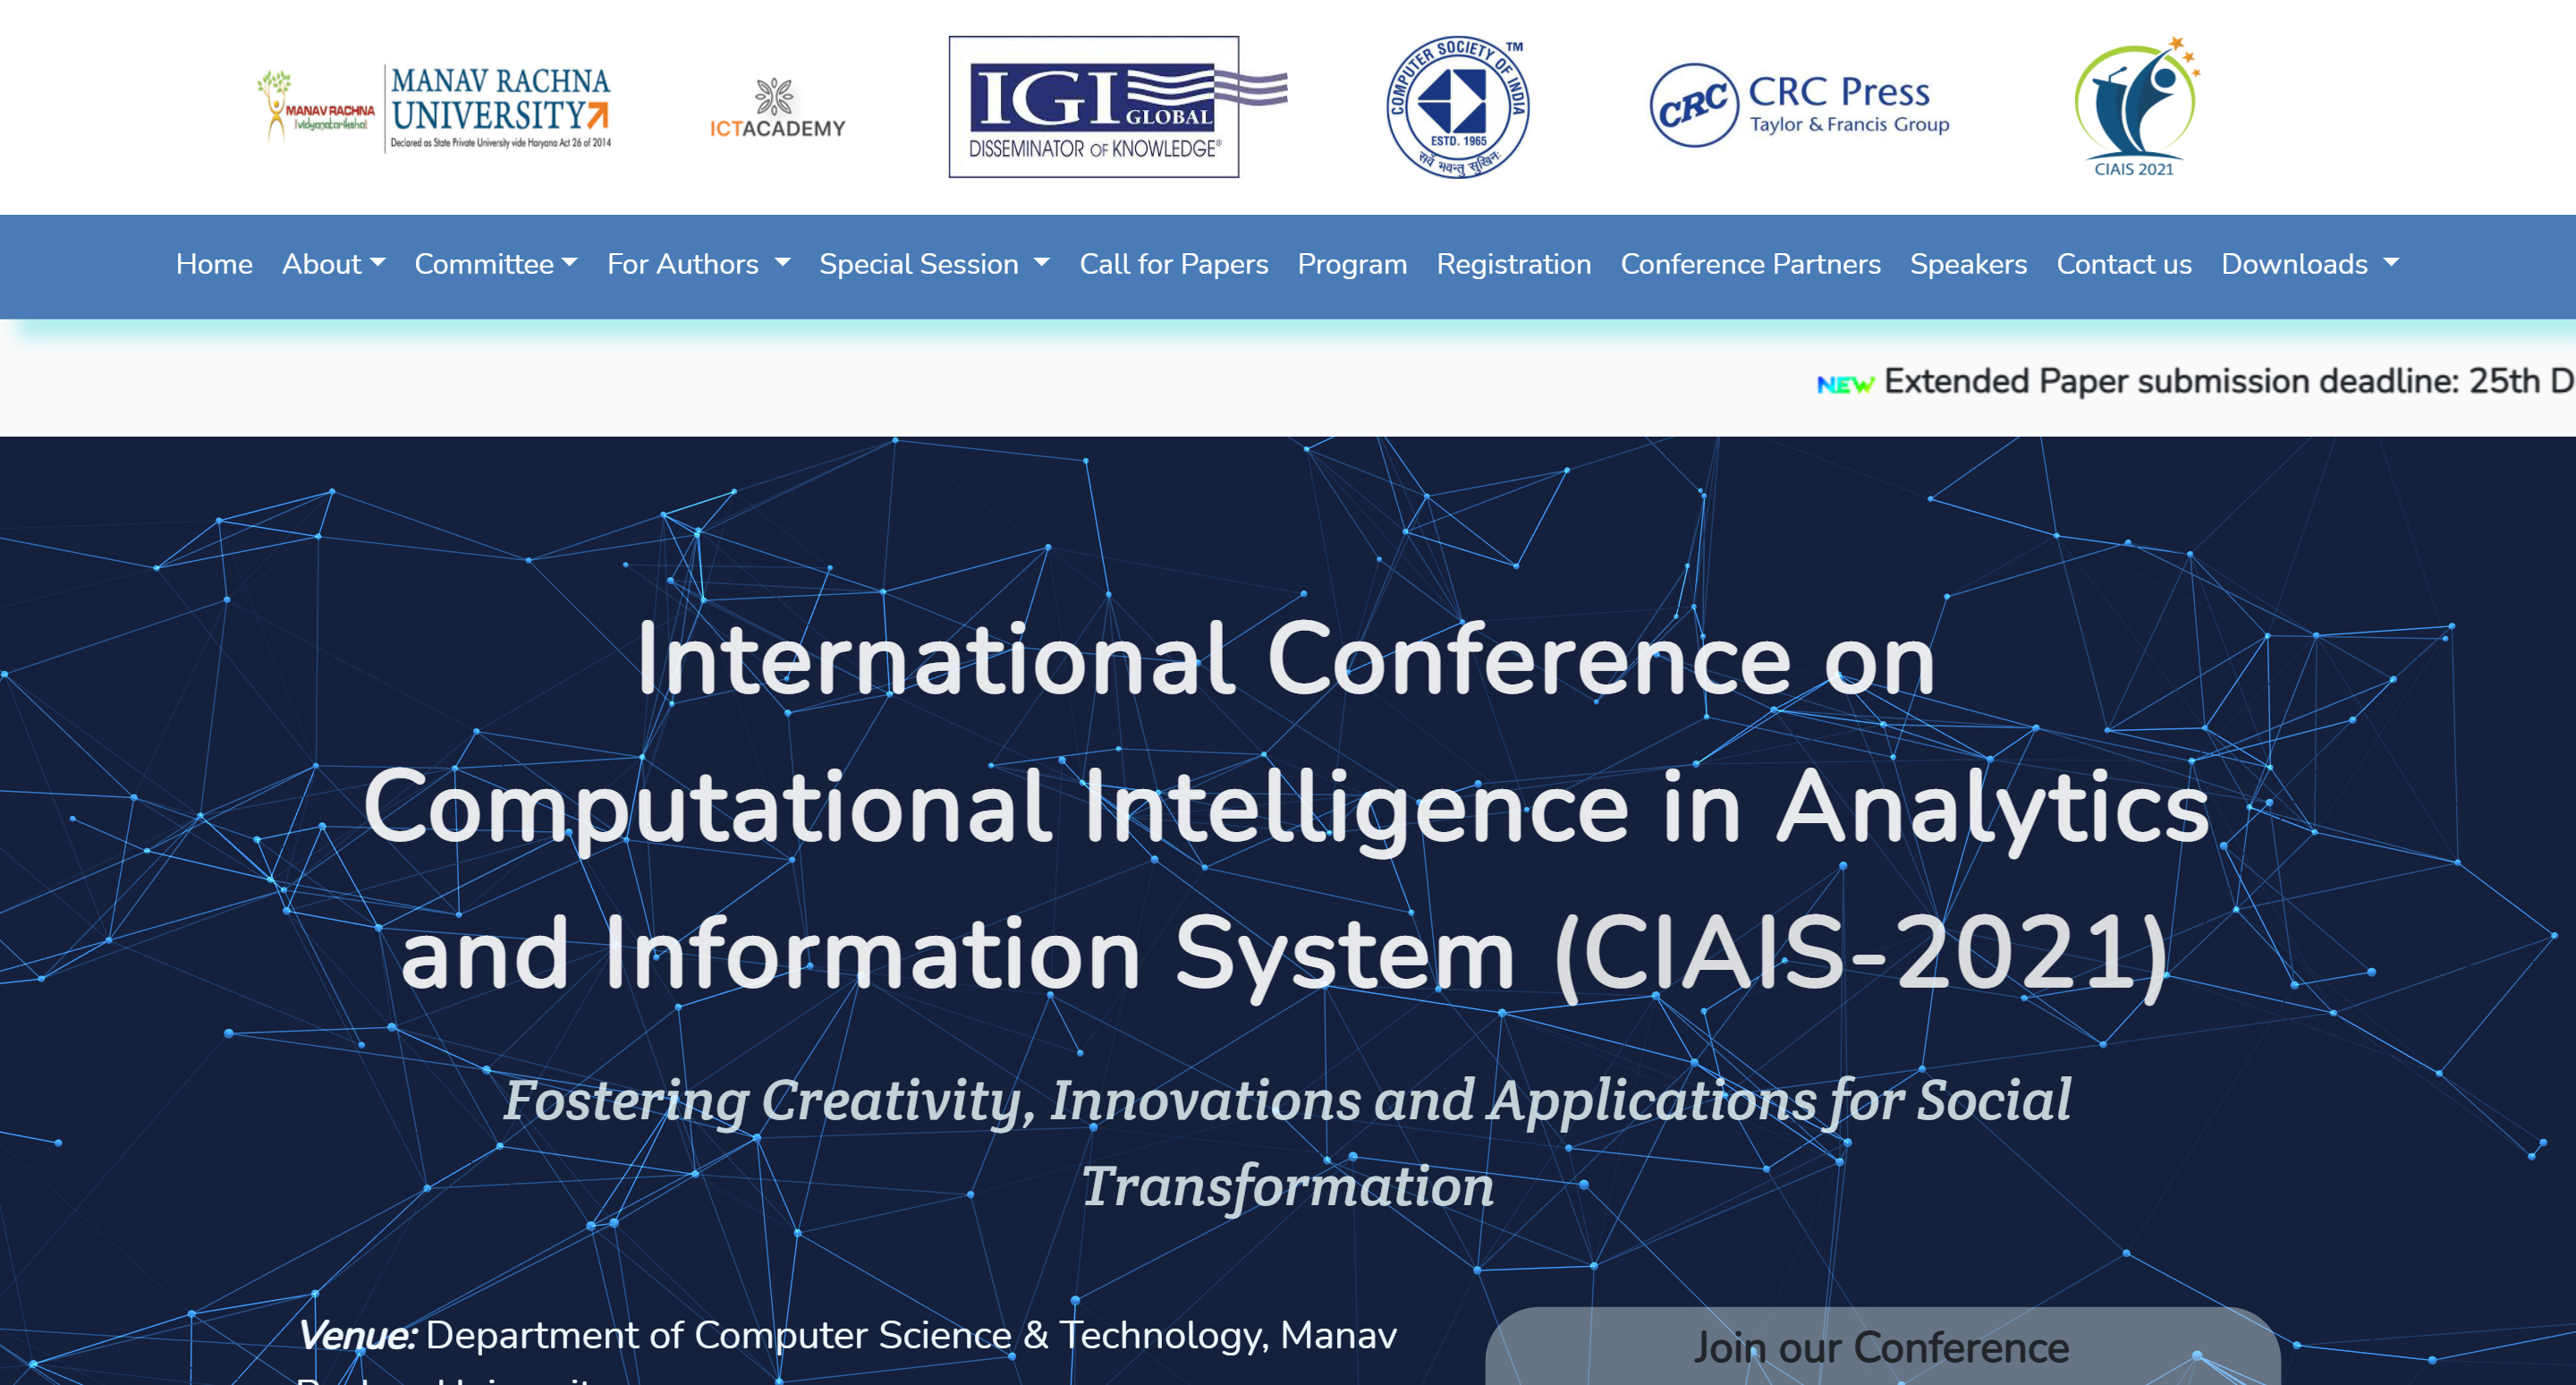 MANAV RACHNA
vidyanatariksha
MANAV RACHNA
UNIVERSITY
Declared as State Private University vide Haryana Act 26 of 2014
ICTACADEMY
IGI
GLOBAL
DISSEMINATOR OF KNOWLEDGE®
COMPUTER SOCIETY OF INDIA
TM
ESTD. 1965
सर्वे भवन्तु सुखिनः
CRC
CRC Press
Taylor & Francis Group
CIAIS 2021
Home About Committee For Authors Special Session Call for Papers Program Registration Conference Partners Speakers Contact us Downloads
NEW Extended Paper submission deadline: 25th D
International Conference on
Computational Intelligence in Analytics
and Information System (CIAIS-2021)
Fostering Creativity, Innovations and Applications for Social
Transformation
Venue: Department of Computer Science & Technology, Manav
Join our Conference